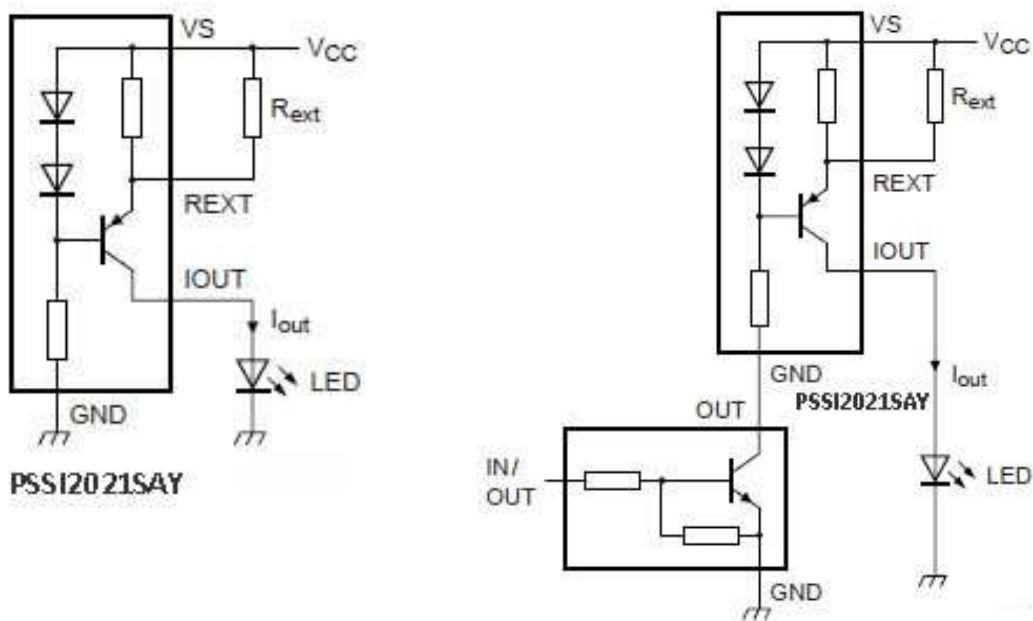 VS
VCC
Rext
REXT
IOUT
Iout
LED
GND
PSSI2021SAY
VS
VCC
Rext
REXT
IOUT
Iout
GND
PSSI2021SAY
OUT
IN/
OUT
LED
GND